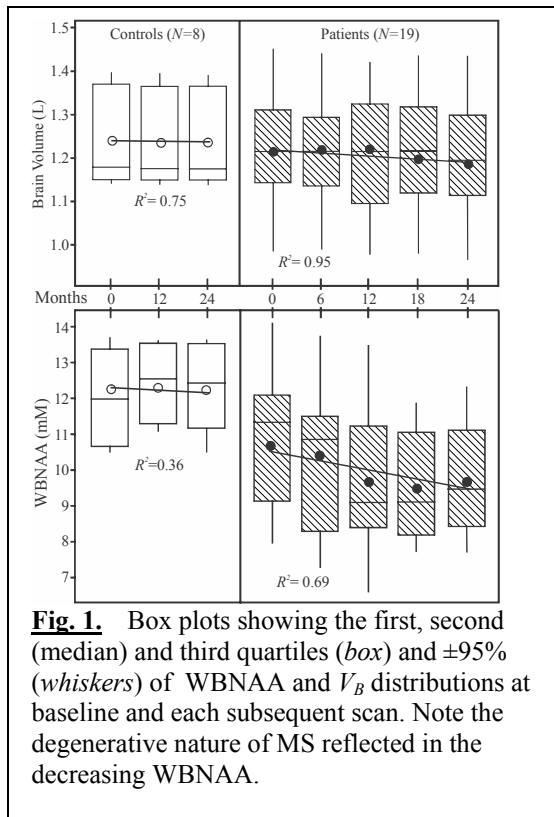 Controls (N=8) Patients (N=19)
1.5
1.4
1.3
1.2
1.1
1.0
Brain Volume (L)
R²= 0.75
R²= 0.95
Months 0 12 24 0 6 12 18 24
14
13
12
11
10
9
8
7
WBNAA (mM)
R²=0.36
R²= 0.69
Fig. 1. Box plots showing the first, second
(median) and third quartiles (box) and ±95%
(whiskers) of WBNAA and VB distributions at
baseline and each subsequent scan. Note the
degenerative nature of MS reflected in the
decreasing WBNAA.